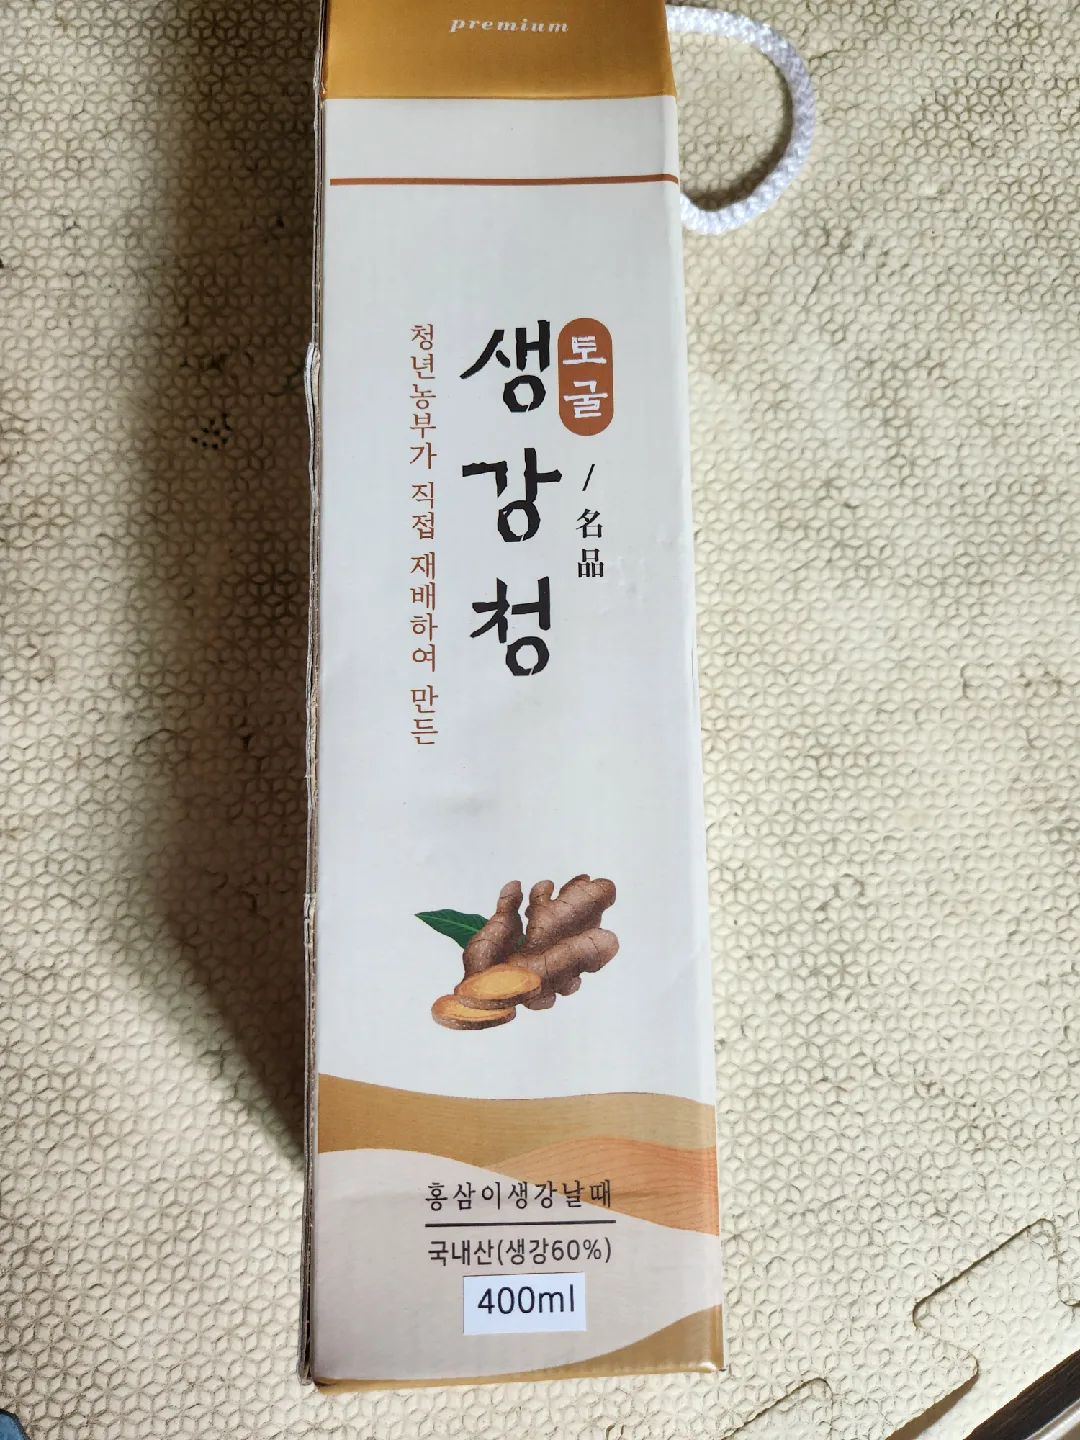 premium
토굴 / 名品
생강청
청년농부가 직접 재배하여 만든
홍삼이생강날때
국내산(생강60%)
400ml